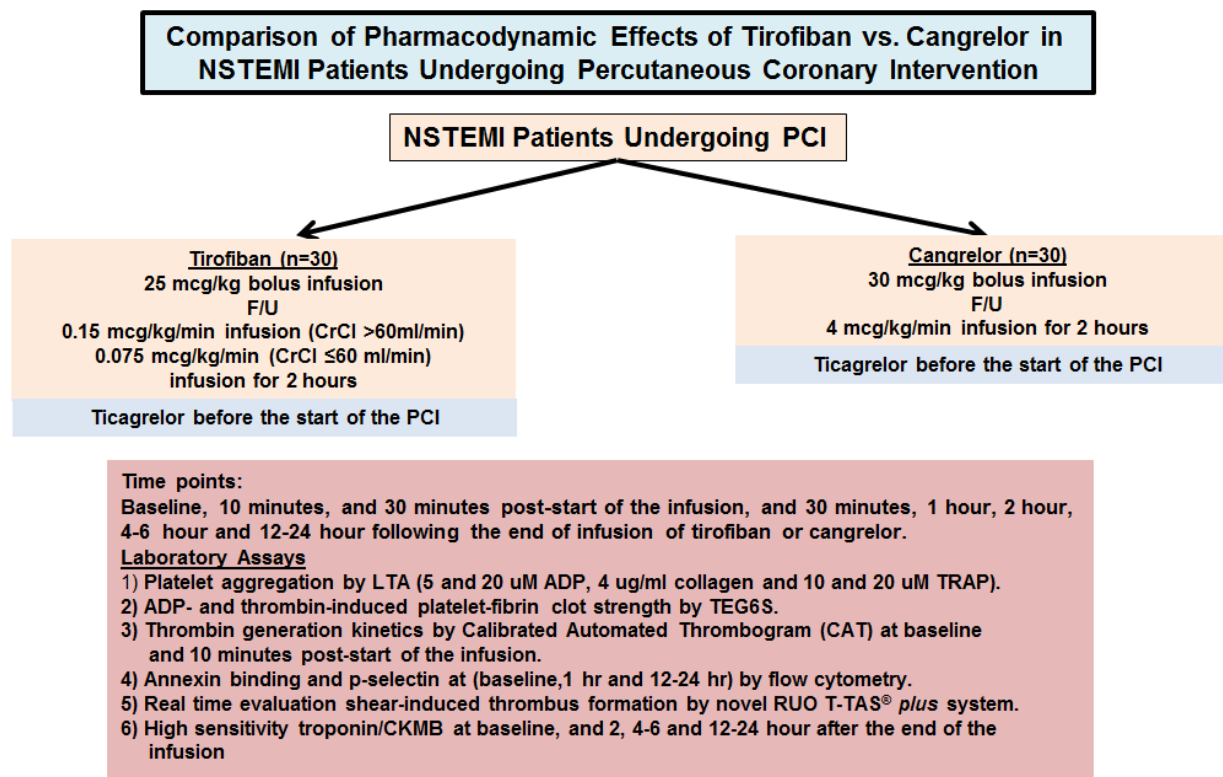 Comparison of Pharmacodynamic Effects of Tirofiban vs. Cangrelor in
NSTEMI Patients Undergoing Percutaneous Coronary Intervention
NSTEMI Patients Undergoing PCI
Tirofiban (n=30)
25 mcg/kg bolus infusion
F/U
0.15 mcg/kg/min infusion (CrCl >60ml/min)
0.075 mcg/kg/min (CrCl ≤60 ml/min)
infusion for 2 hours
Ticagrelor before the start of the PCI
Cangrelor (n=30)
30 mcg/kg bolus infusion
F/U
4 mcg/kg/min infusion for 2 hours
Ticagrelor before the start of the PCI
Time points:
Baseline, 10 minutes, and 30 minutes post-start of the infusion, and 30 minutes, 1 hour, 2 hour,
4-6 hour and 12-24 hour following the end of infusion of tirofiban or cangrelor.
Laboratory Assays
1) Platelet aggregation by LTA (5 and 20 uM ADP, 4 ug/ml collagen and 10 and 20 uM TRAP).
2) ADP- and thrombin-induced platelet-fibrin clot strength by TEG6S.
3) Thrombin generation kinetics by Calibrated Automated Thrombogram (CAT) at baseline
and 10 minutes post-start of the infusion.
4) Annexin binding and p-selectin at (baseline,1 hr and 12-24 hr) by flow cytometry.
5) Real time evaluation shear-induced thrombus formation by novel RUO T-TAS® plus system.
6) High sensitivity troponin/CKMB at baseline, and 2, 4-6 and 12-24 hour after the end of the
infusion